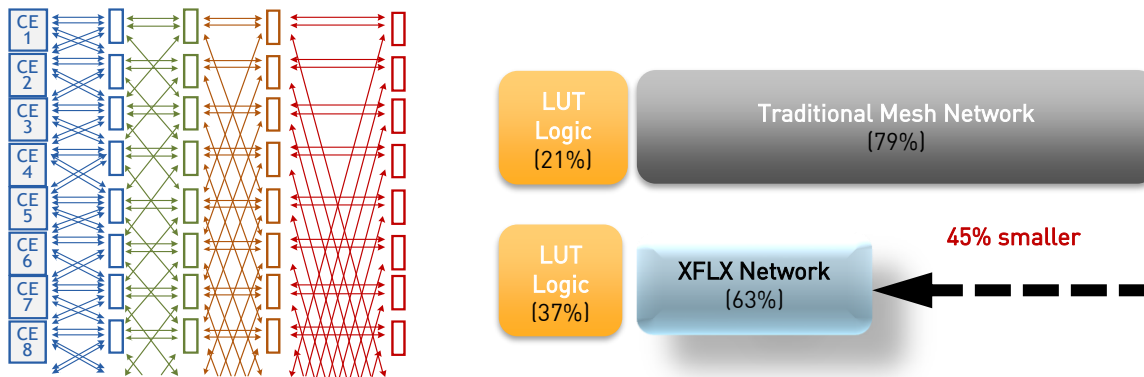 CE
1
CE
2
CE
3
CE
4
CE
5
CE
6
CE
7
CE
8
LUT
Logic
(21%)
Traditional Mesh Network
(79%)
LUT
Logic
(37%)
XFLX Network
(63%)
45% smaller